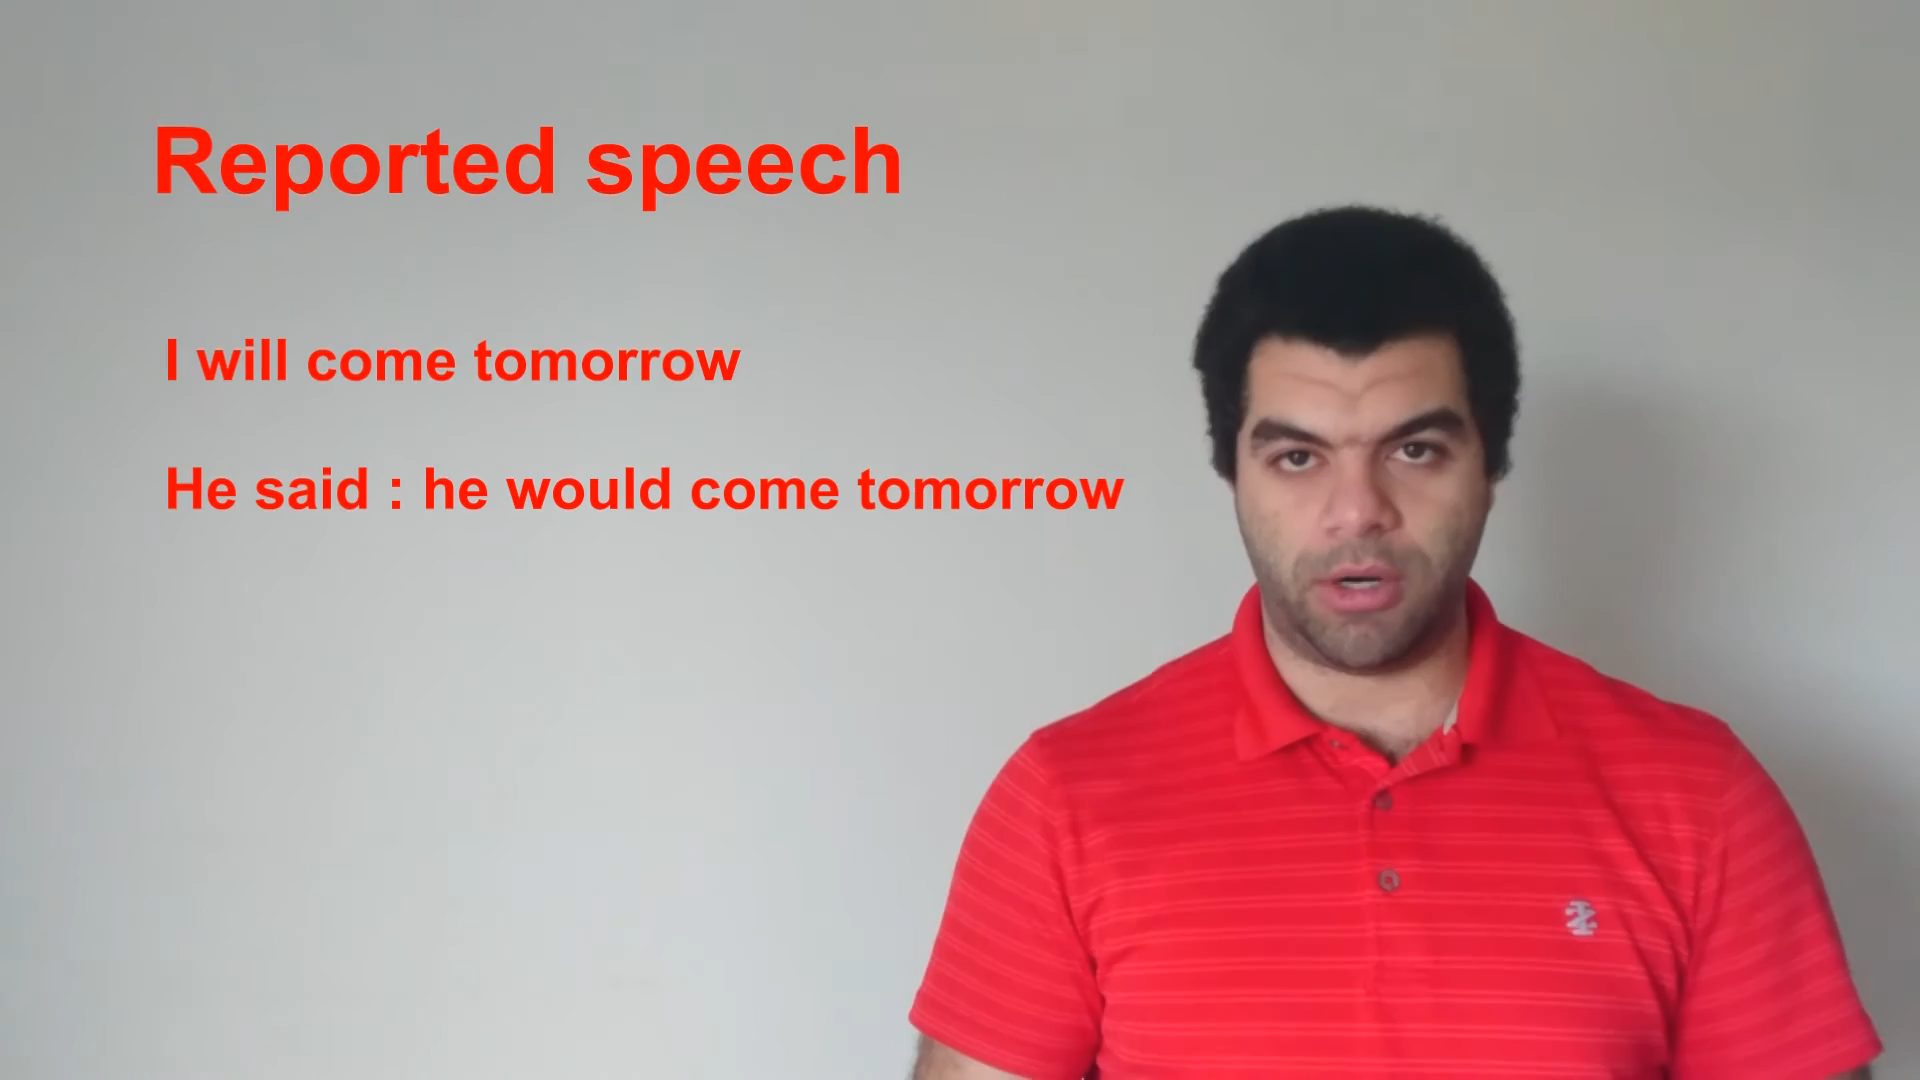 Reported speech
I will come tomorrow
He said : he would come tomorrow